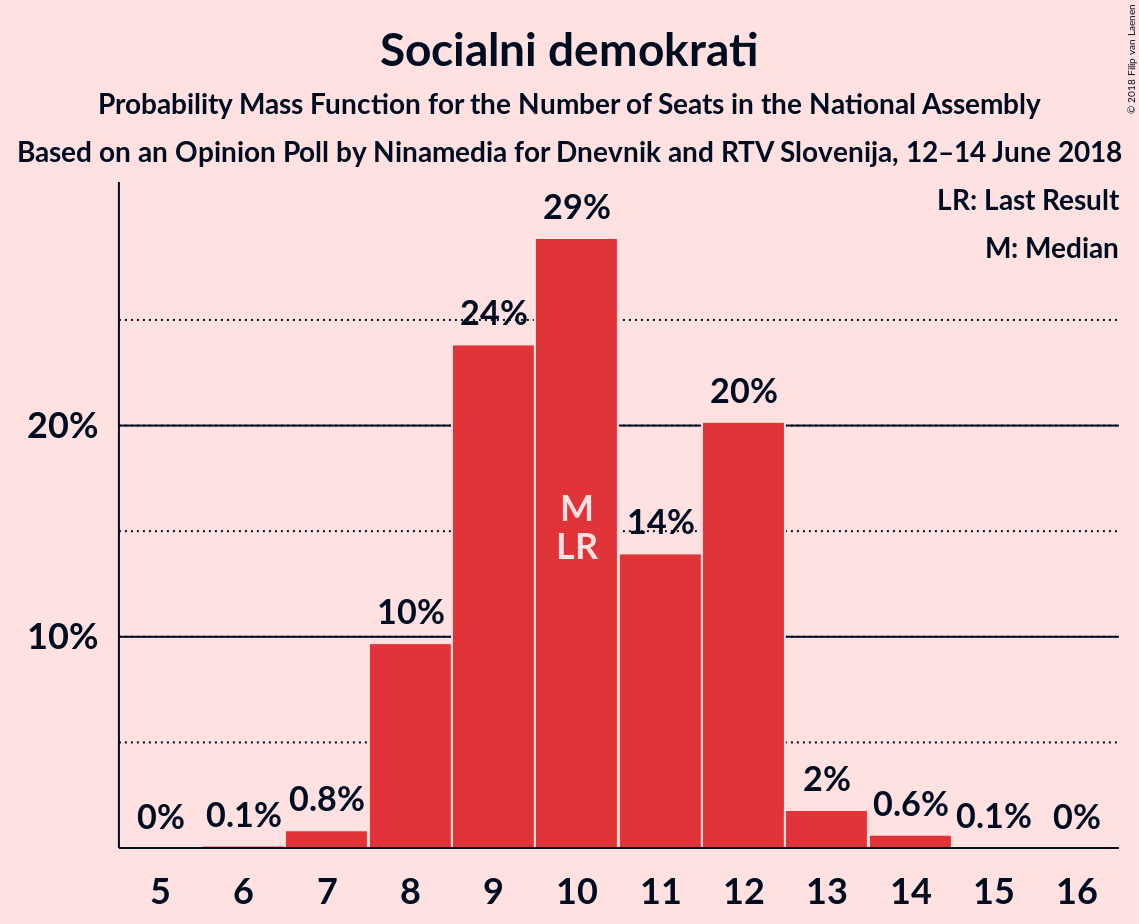 Socialni demokrati
Probability Mass Function for the Number of Seats in the National Assembly
Based on an Opinion Poll by Ninamedia for Dnevnik and RTV Slovenija, 12–14 June 2018
© 2018 Filip van Laenen
LR: Last Result
M: Median
29%
24%
20%
20%
14%
M
LR
10%
10%
2%
0.8%
0.6%
0% 0.1% 0.1% 0%
5 6 7 8 9 10 11 12 13 14 15 16